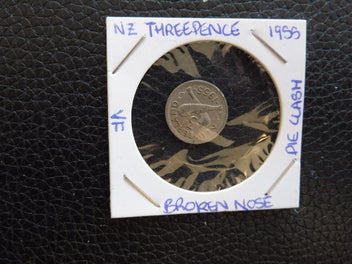 NZ THREEPENCE 1955
DIE CLASH
BROKEN NOSE
VF